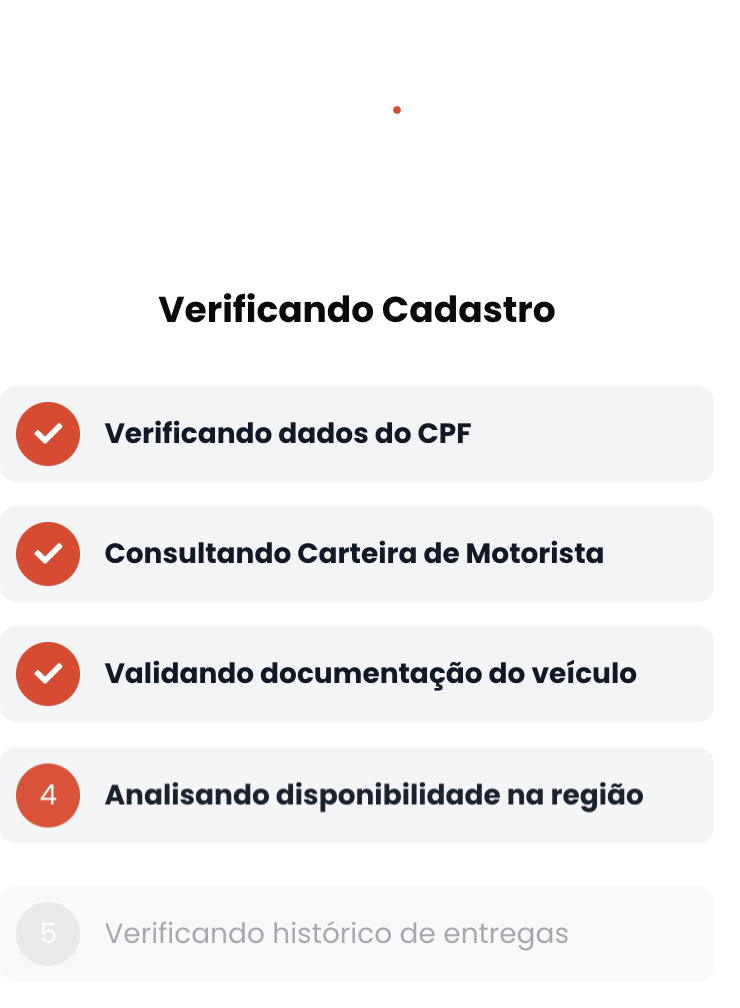 Verificando Cadastro
Verificando dados do CPF
Consultando Carteira de Motorista
Validando documentação do veículo
4 Analisando disponibilidade na região
5 Verificando histórico de entregas